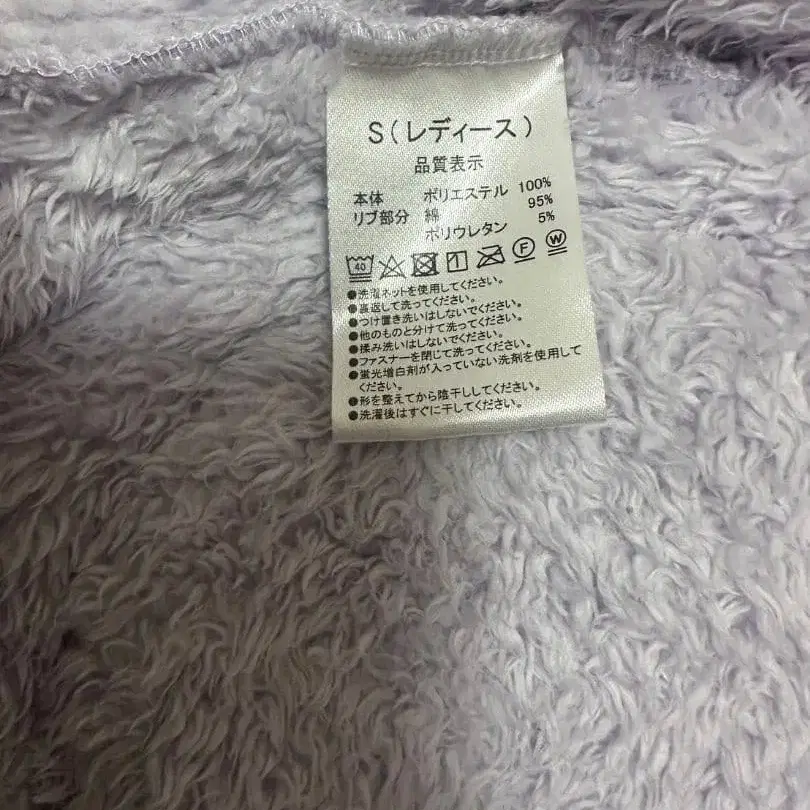 S(レディース)
品質表示
本体 ポリエステル 100%
リブ部分 綿 95%
ポリウレタン 5%
40 F W
●洗濯ネットを使用してください。
●裏返して洗ってください。
●つけ置き洗いはしないでください。
●他のものと分けて洗ってください。
●揉み洗いはしないでください。
●ファスナーを閉じて洗ってください。
●蛍光増白剤が入っていない洗剤を使用して
ください。
●形を整えてから陰干ししてください。
●洗濯後はすぐに干してください。